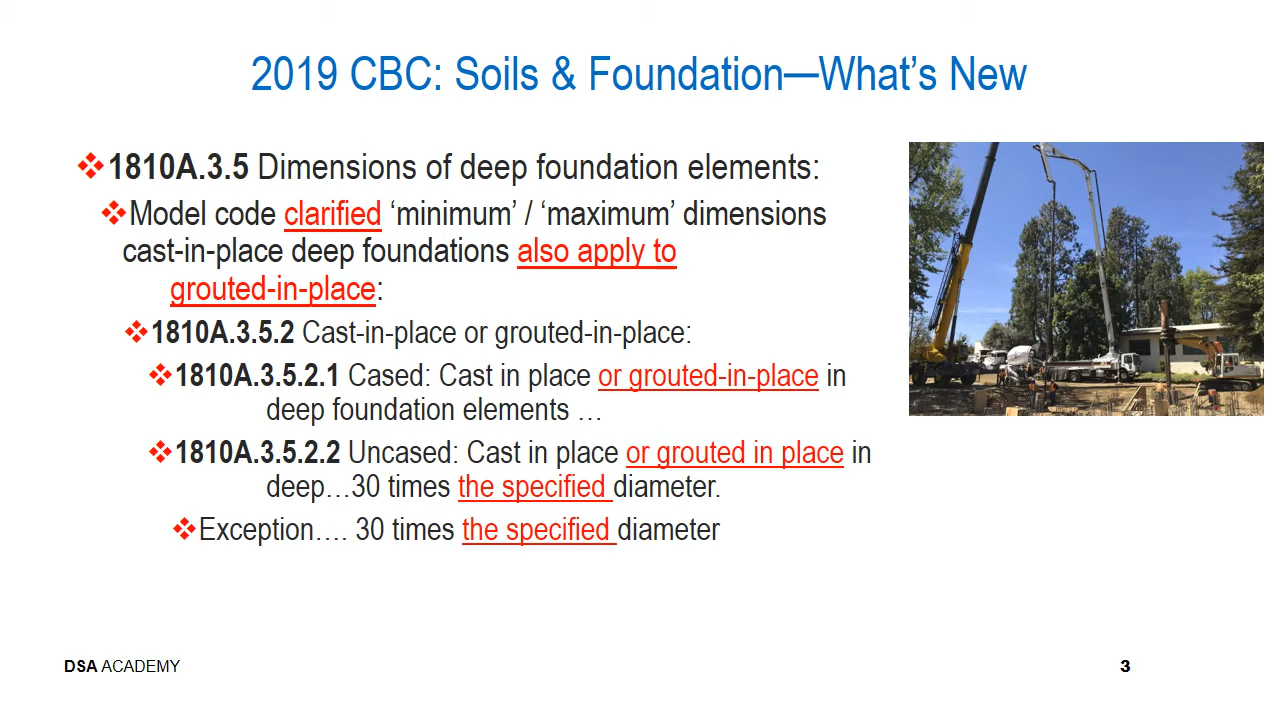 2019 CBC: Soils & Foundation—What's New
❖1810A.3.5 Dimensions of deep foundation elements:
❖Model code clarified ‘minimum’ / ‘maximum’ dimensions
cast-in-place deep foundations also apply to
grouted-in-place:
❖1810A.3.5.2 Cast-in-place or grouted-in-place:
❖1810A.3.5.2.1 Cased: Cast in place or grouted-in-place in
deep foundation elements …
❖1810A.3.5.2.2 Uncased: Cast in place or grouted in place in
deep…30 times the specified diameter.
❖Exception…. 30 times the specified diameter
DSA ACADEMY
3